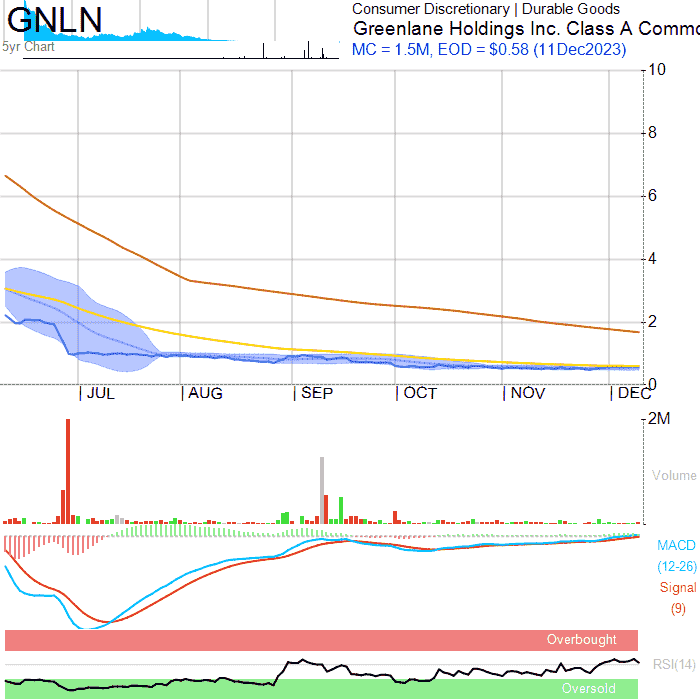 GNLN
5yr Chart
Consumer Discretionary | Durable Goods
Greenlane Holdings Inc. Class A Commo
MC = 1.5M, EOD = $0.58 (11Dec2023)
10
8
6
4
2
0
| JUL | AUG | SEP | OCT | NOV | DEC
2M
Volume
MACD
(12-26)
Signal
(9)
Overbought
RSI(14)
Oversold